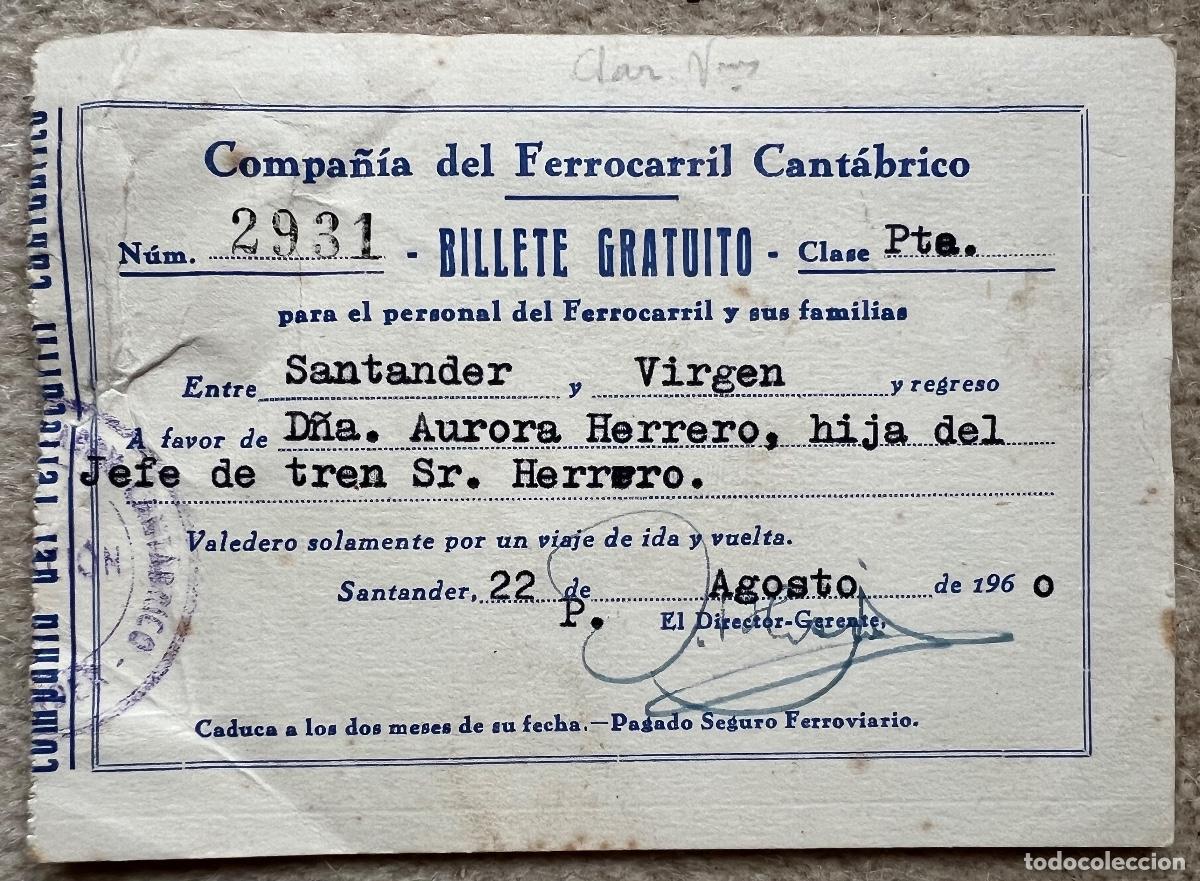 Compañía del Ferrocarril Cantábrico
Núm. 2931 - BILLETE GRATUITO - Clase Pta.
para el personal del Ferrocarril y sus familias
Entre Santander y Virgen y regreso
A favor de Dña. Aurora Herrero, hija del
Jefe de tren Sr. Herrero.
Valedero solamente por un viaje de ida y vuelta.
Santander, 22 de Agosto de 1960
P. El Director-Gerente,
Caduca a los dos meses de su fecha.—Pagado Seguro Ferroviario.
Compañía del Ferrocarril Cantábrico
CANTÁBRICO
todocoleccion